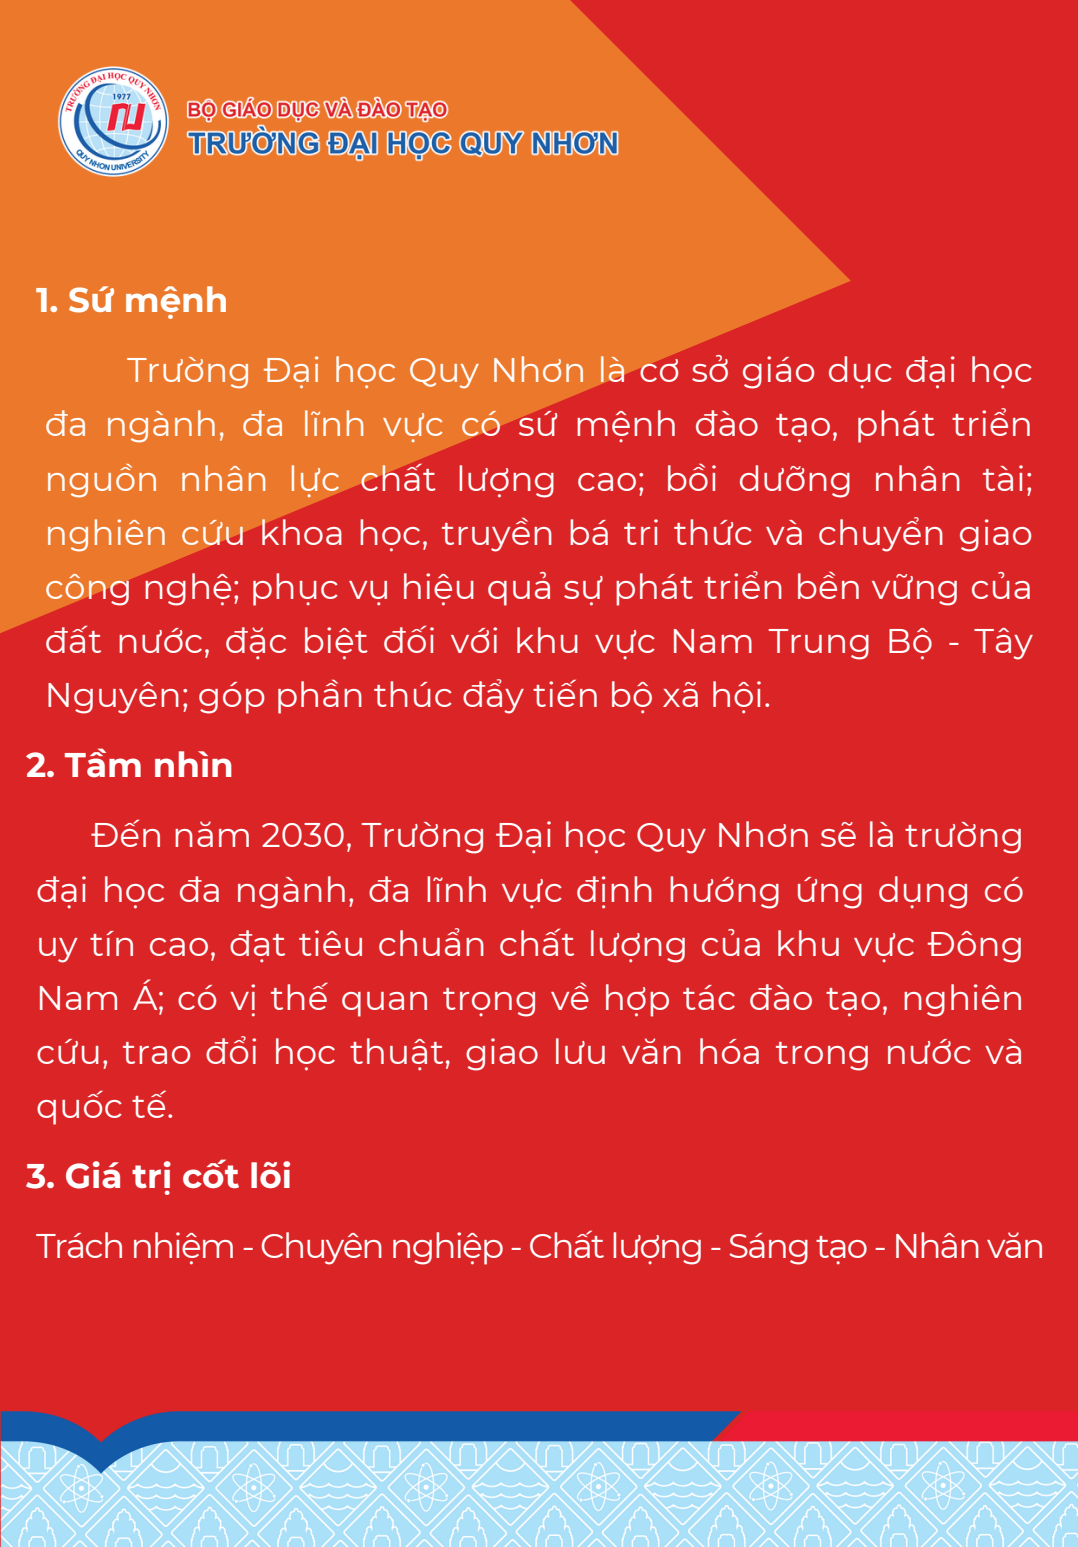 TRƯỜNG ĐẠI HỌC QUY NHƠN
1977
QUY NHON UNIVERSITY
BỘ GIÁO DỤC VÀ ĐÀO TẠO
TRƯỜNG ĐẠI HỌC QUY NHƠN
1. Sứ mệnh
Trường Đại học Quy Nhơn là cơ sở giáo dục đại học
đa ngành, đa lĩnh vực có sứ mệnh đào tạo, phát triển
nguồn nhân lực chất lượng cao; bồi dưỡng nhân tài;
nghiên cứu khoa học, truyền bá tri thức và chuyển giao
công nghệ; phục vụ hiệu quả sự phát triển bền vững của
đất nước, đặc biệt đối với khu vực Nam Trung Bộ - Tây
Nguyên; góp phần thúc đẩy tiến bộ xã hội.
2. Tầm nhìn
Đến năm 2030, Trường Đại học Quy Nhơn sẽ là trường
đại học đa ngành, đa lĩnh vực định hướng ứng dụng có
uy tín cao, đạt tiêu chuẩn chất lượng của khu vực Đông
Nam Á; có vị thế quan trọng về hợp tác đào tạo, nghiên
cứu, trao đổi học thuật, giao lưu văn hóa trong nước và
quốc tế.
3. Giá trị cốt lõi
Trách nhiệm - Chuyên nghiệp - Chất lượng - Sáng tạo - Nhân văn